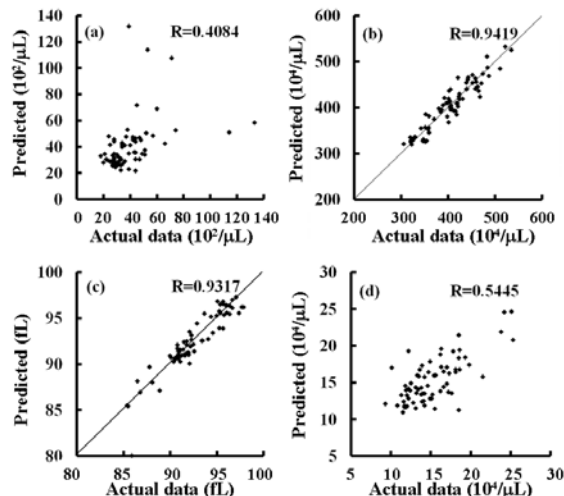 (a) R=0.4084
140
120
100
80
60
40
20
0
0 20 40 60 80 100 120 140
Predicted (10²/µL)
Actual data (10²/µL)
(b) R=0.9419
600
500
400
300
200
200 300 400 500 600
Predicted (10⁴/µL)
Actual data (10⁴/µL)
(c) R=0.9317
100
95
90
85
80
80 85 90 95 100
Predicted (fL)
Actual data (fL)
(d) R=0.5445
30
25
20
15
10
5
5 10 15 20 25 30
Predicted (10⁴/µL)
Actual data (10⁴/µL)